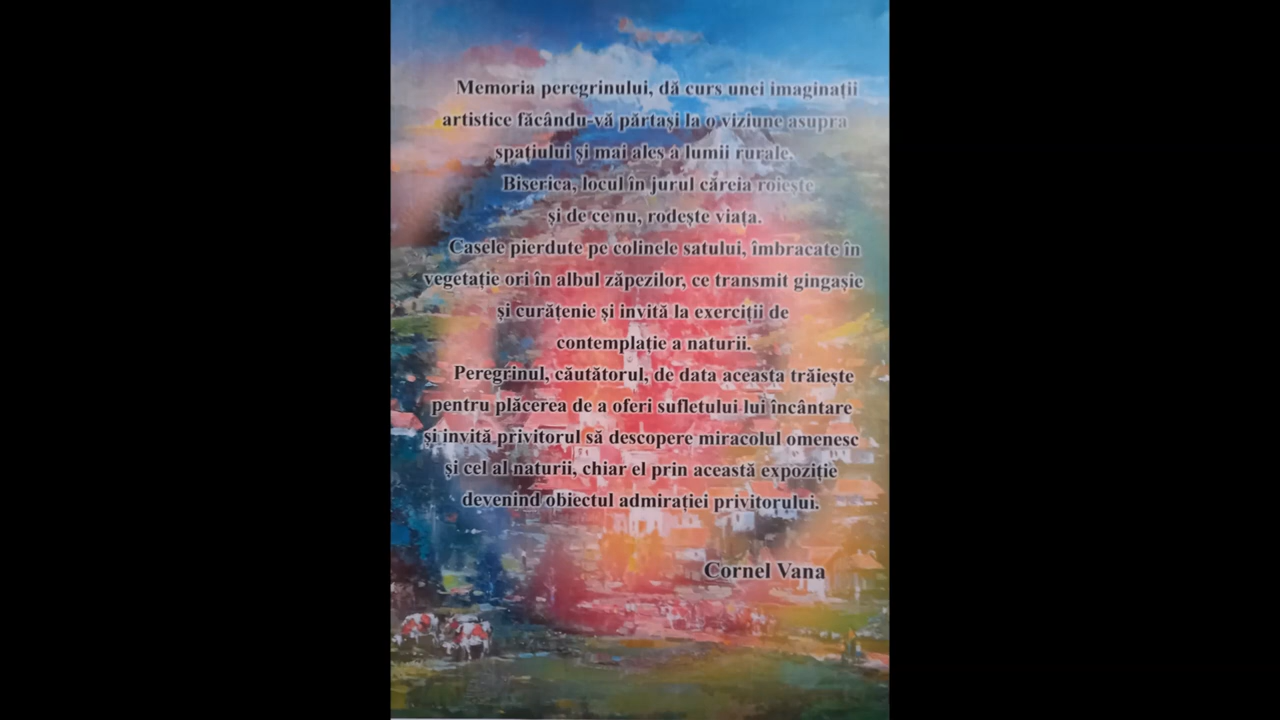 Memoria peregrinului, dă curs unei imaginații
artistice făcându-vă părtași la o viziune asupra
spațiului și mai ales a lumii rurale.
Biserica, locul în jurul căreia roiește
și de ce nu, rodește viața.
Casele pierdute pe colinele satului, îmbracate în
vegetație ori în albul zăpezilor, ce transmit gingașie
și curățenie și invită la exerciții de
contemplație a naturii.
Peregrinul, căutătorul, de data aceasta trăiește
pentru plăcerea de a oferi sufletului lui încântare
și invită privitorul să descopere miracolul omenesc
și cel al naturii, chiar el prin această expoziție
devenind obiectul admirației privitorului.
Cornel Vana